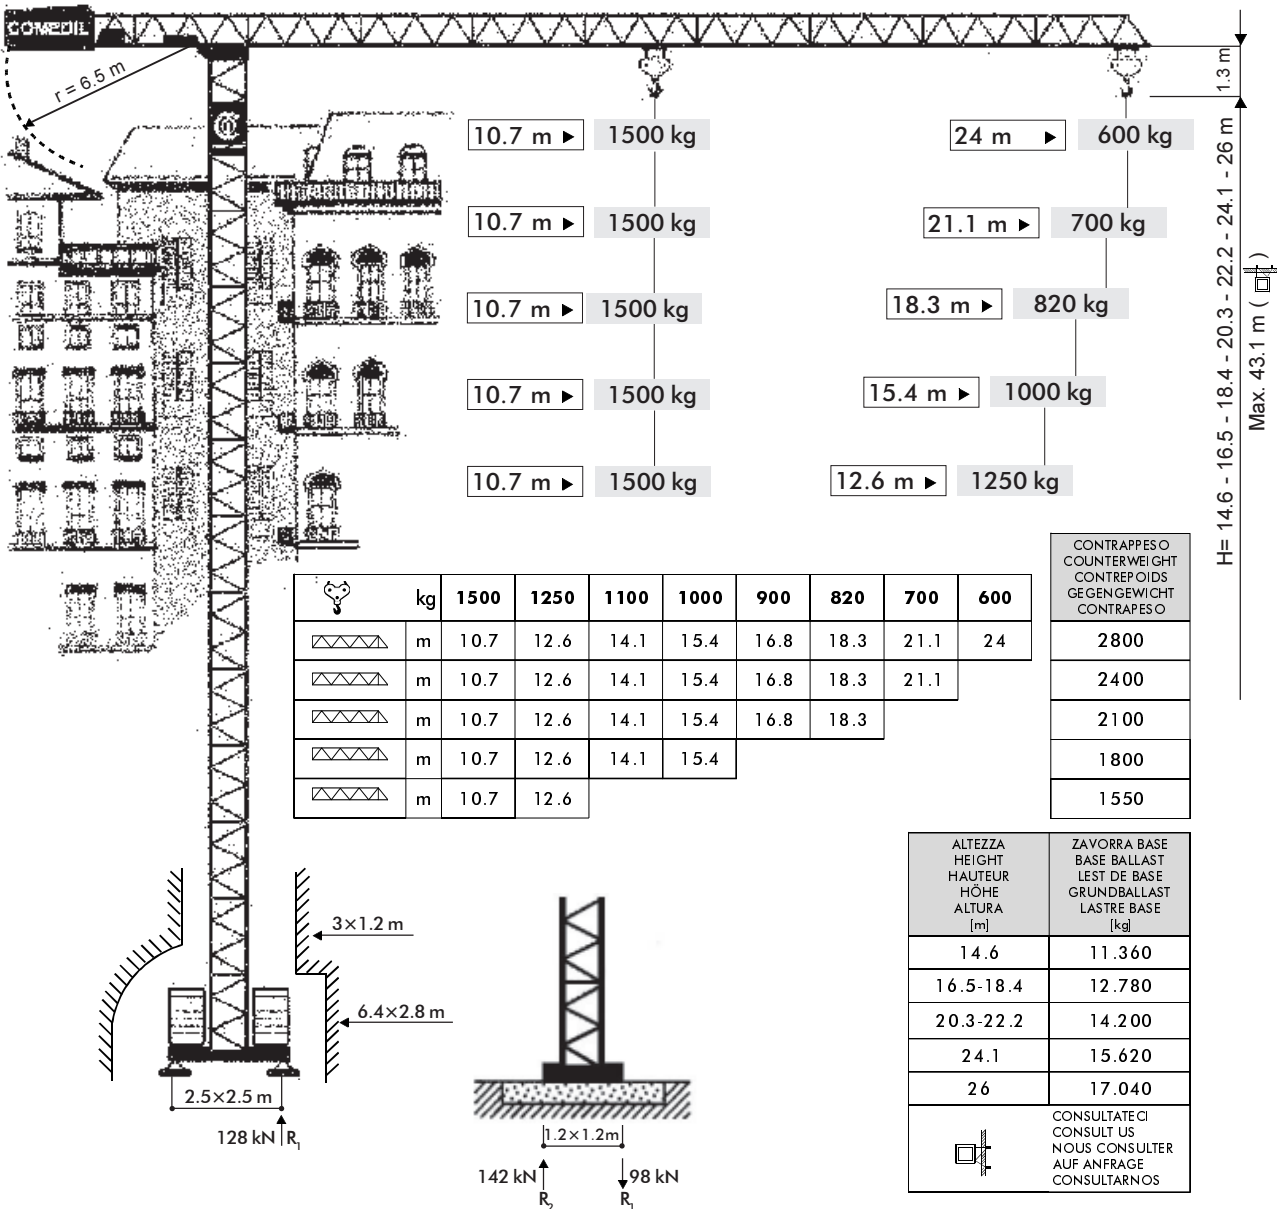 COMEDIL
r = 6.5 m
1.3 m
10.7 m ► 1500 kg
24 m ► 600 kg
10.7 m ► 1500 kg
21.1 m ► 700 kg
10.7 m ► 1500 kg
18.3 m ► 820 kg
10.7 m ► 1500 kg
15.4 m ► 1000 kg
10.7 m ► 1500 kg
12.6 m ► 1250 kg
H= 14.6 - 16.5 - 18.4 - 20.3 - 22.2 - 24.1 - 26 m
Max. 43.1 m ( )
kg 1500 1250 1100 1000 900 820 700 600
m 10.7 12.6 14.1 15.4 16.8 18.3 21.1 24
m 10.7 12.6 14.1 15.4 16.8 18.3 21.1
m 10.7 12.6 14.1 15.4 16.8 18.3
m 10.7 12.6 14.1 15.4
m 10.7 12.6
CONTRAPPESO
COUNTERWEIGHT
CONTREPOIDS
GEGENGEWICHT
CONTRAPESO
2800
2400
2100
1800
1550
ALTEZZA
HEIGHT
HAUTEUR
HÖHE
ALTURA
[m]
ZAVORRA BASE
BASE BALLAST
LEST DE BASE
GRUNDBALLAST
LASTRE BASE
[kg]
14.6 11.360
16.5-18.4 12.780
20.3-22.2 14.200
24.1 15.620
26 17.040
CONSULTATECI
CONSULT US
NOUS CONSULTER
AUF ANFRAGE
CONSULTARNOS
3×1.2 m
6.4×2.8 m
2.5×2.5 m
128 kN R1
1.2×1.2m
142 kN R2
98 kN R1